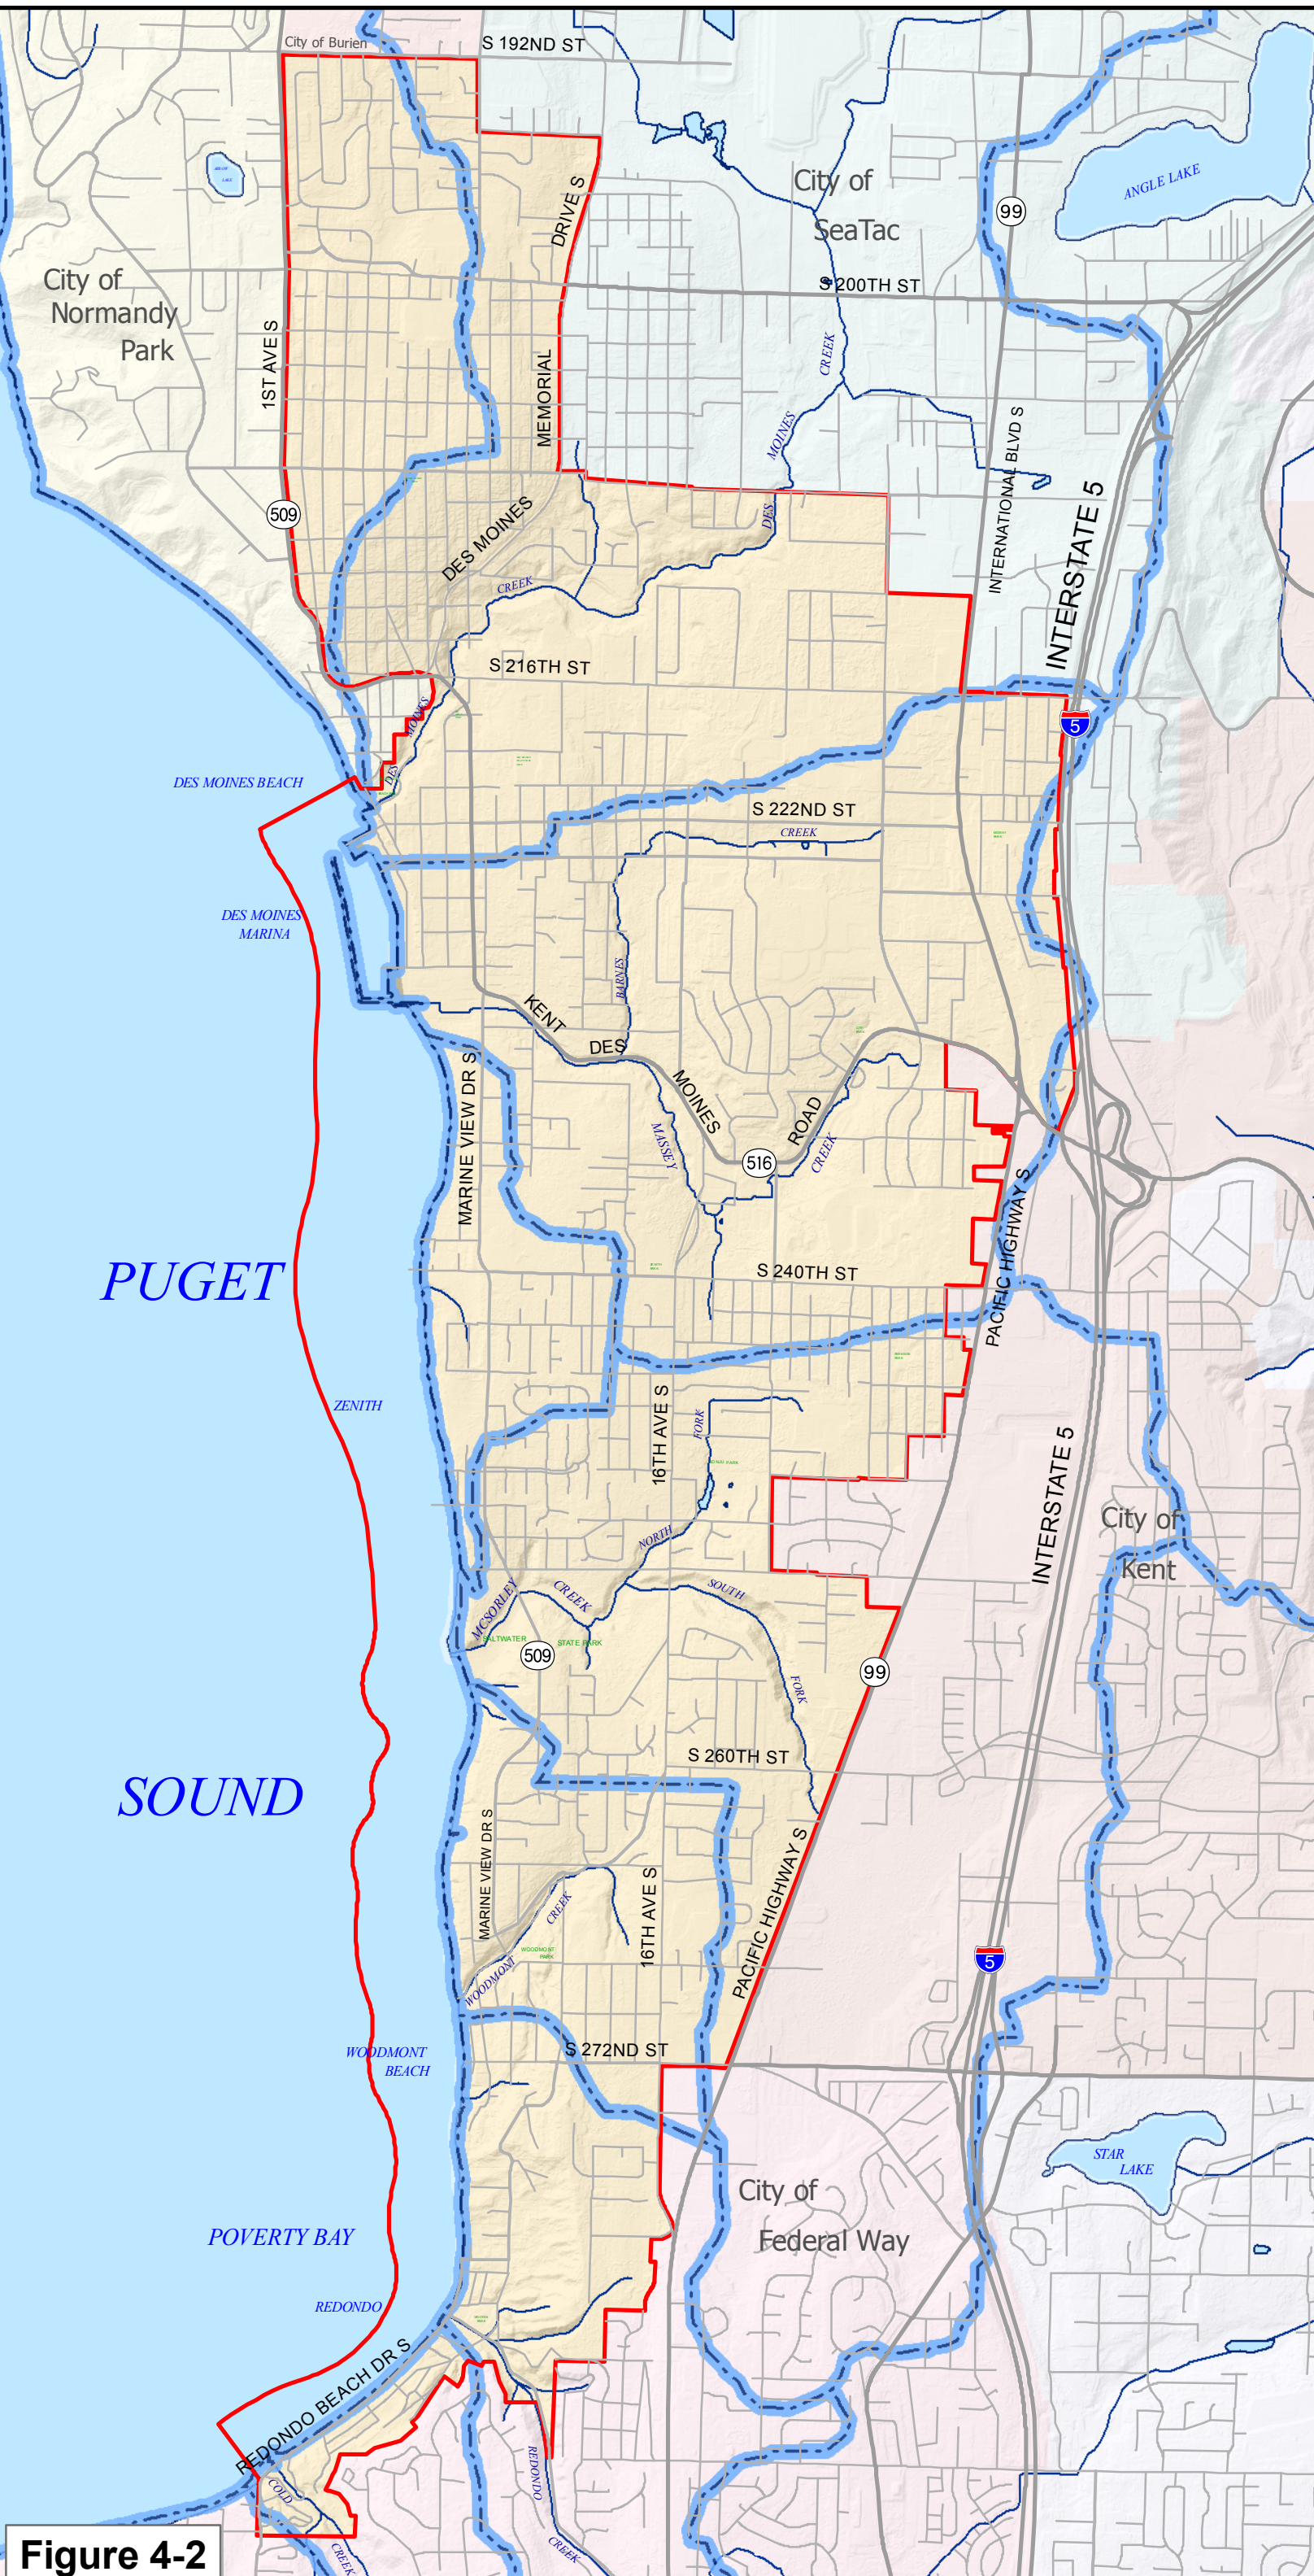 City of Burien
S 192ND ST
ARROW
LAKE
City of
SeaTac
ANGLE LAKE
99
DRIVE S
City of
Normandy
Park
S 200TH ST
1ST AVE S
MEMORIAL
CREEK
MOINES
DES
INTERNATIONAL BLVD S
INTERSTATE 5
509
DES MOINES
CREEK
S 216TH ST
MOINES
DES
5
DES MOINES BEACH
S 222ND ST
CREEK
DES MOINES
MARINA
BARNES
KENT
DES
MOINES
ROAD
516
MASSEY
CREEK
MARINE VIEW DR S
PACIFIC HIGHWAY S
PUGET
S 240TH ST
ZENITH
16TH AVE S
FORK
INTERSTATE 5
City of
Kent
NORTH
MCSORLEY
CREEK
SOUTH
FORK
SALTWATER
STATE PARK
509
99
S 260TH ST
SOUND
MARINE VIEW DR S
16TH AVE S
PACIFIC HIGHWAY S
CREEK
WOODMONT
WOODMONT
PARK
5
S 272ND ST
WOODMONT
BEACH
STAR
LAKE
City of
Federal Way
POVERTY BAY
REDONDO
REDONDO BEACH DR S
COLD
CREEK
REDONDO
CREEK
Figure 4-2